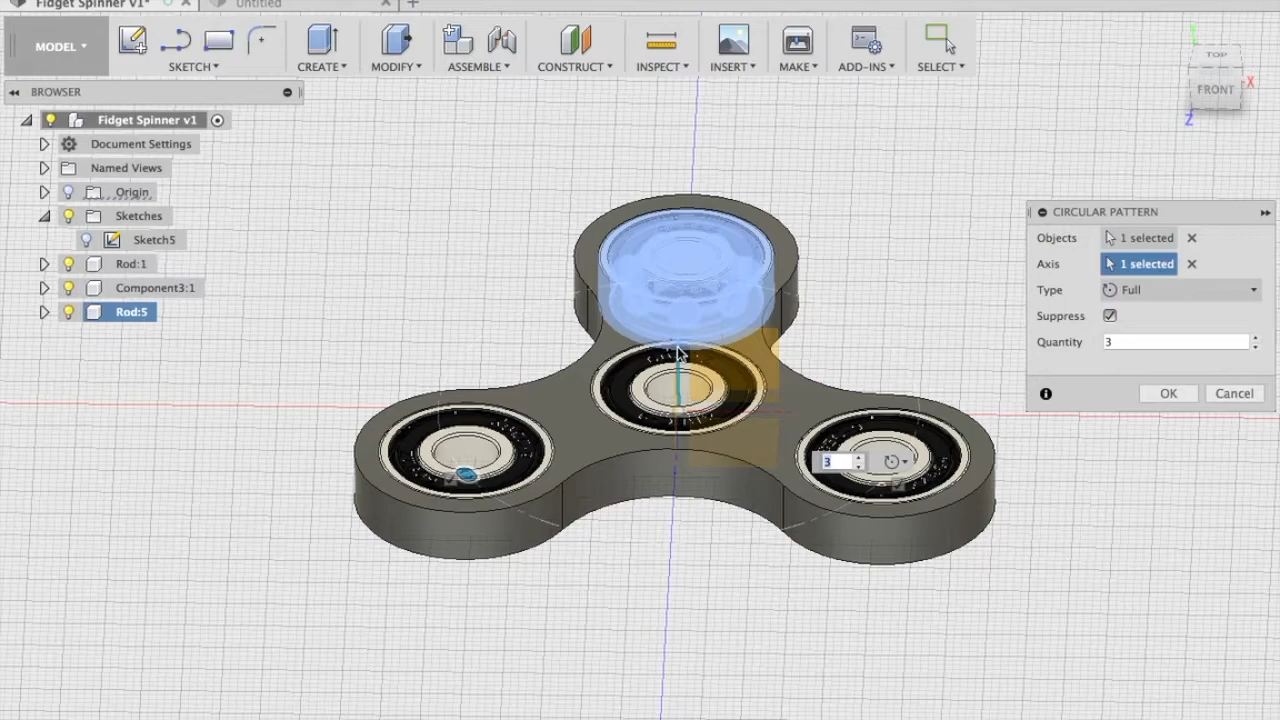 Fidget Spinner v1*
Untitled
MODEL
SKETCH
CREATE
MODIFY
ASSEMBLE
CONSTRUCT
INSPECT
INSERT
MAKE
ADD-INS
SELECT
TOP
FRONT
X
Z
BROWSER
Fidget Spinner v1
Document Settings
Named Views
Origin
Sketches
Sketch5
Rod:1
Component3:1
Rod:5
CIRCULAR PATTERN
Objects 1 selected
Axis 1 selected
Type Full
Suppress
Quantity 3
OK Cancel
3